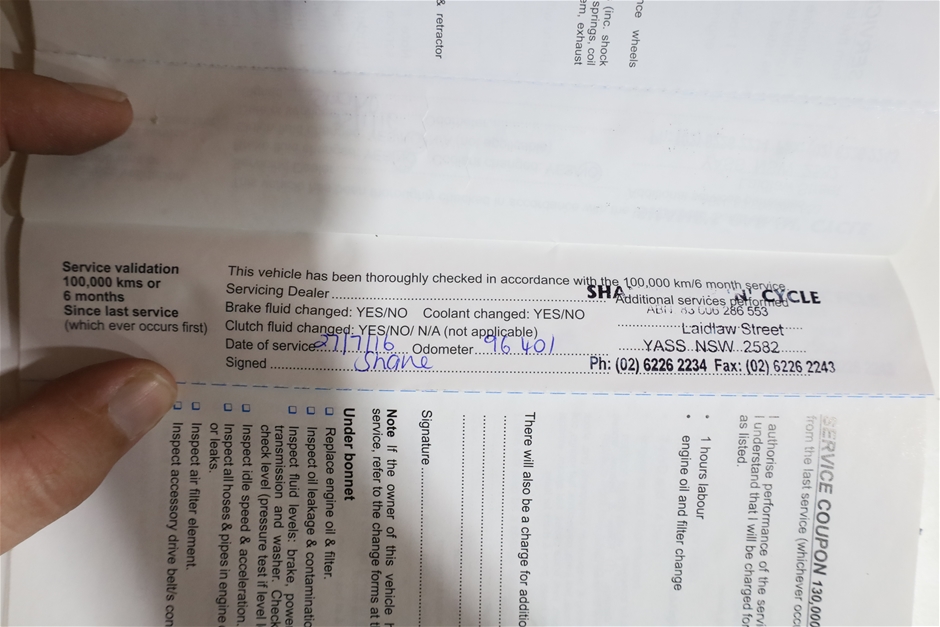 & retractor
(inc. shock
springs, coil
em, exhaust
nce wheels
Service validation
100,000 kms or
6 months
Since last service
(which ever occurs first)
This vehicle has been thoroughly checked in accordance with the 100,000 km/6 month service.
Servicing Dealer
SHA 'N' CYCLE
Additional services performed
Brake fluid changed: YES/NO Coolant changed: YES/NO
286 553
Clutch fluid changed: YES/NO/ N/A (not applicable)
Laidlaw Street
Date of service 27/7/16 Odometer 96 401
YASS NSW 2582
Signed Shane
Ph: (02) 6226 2234 Fax: (02) 6226 2243
SERVICE COUPON 130,000
from the last service (whichever occu
I authorise performance of the servi
I understand that I will be charged for
as listed.
• 1 hours labour
• engine oil and filter change
There will also be a charge for additio
Signature
Note If the owner of this vehicle h
service, refer to the change forms at t
Under bonnet
Replace engine oil & filter.
Inspect oil leakage & contaminatio
Inspect fluid levels: brake, powe
transmission and washer. Check
check level (pressure test if level l
Inspect idle speed & acceleration.
Inspect all hoses & pipes in engine
or leaks.
Inspect air filter element.
Inspect accessory drive belt/s con